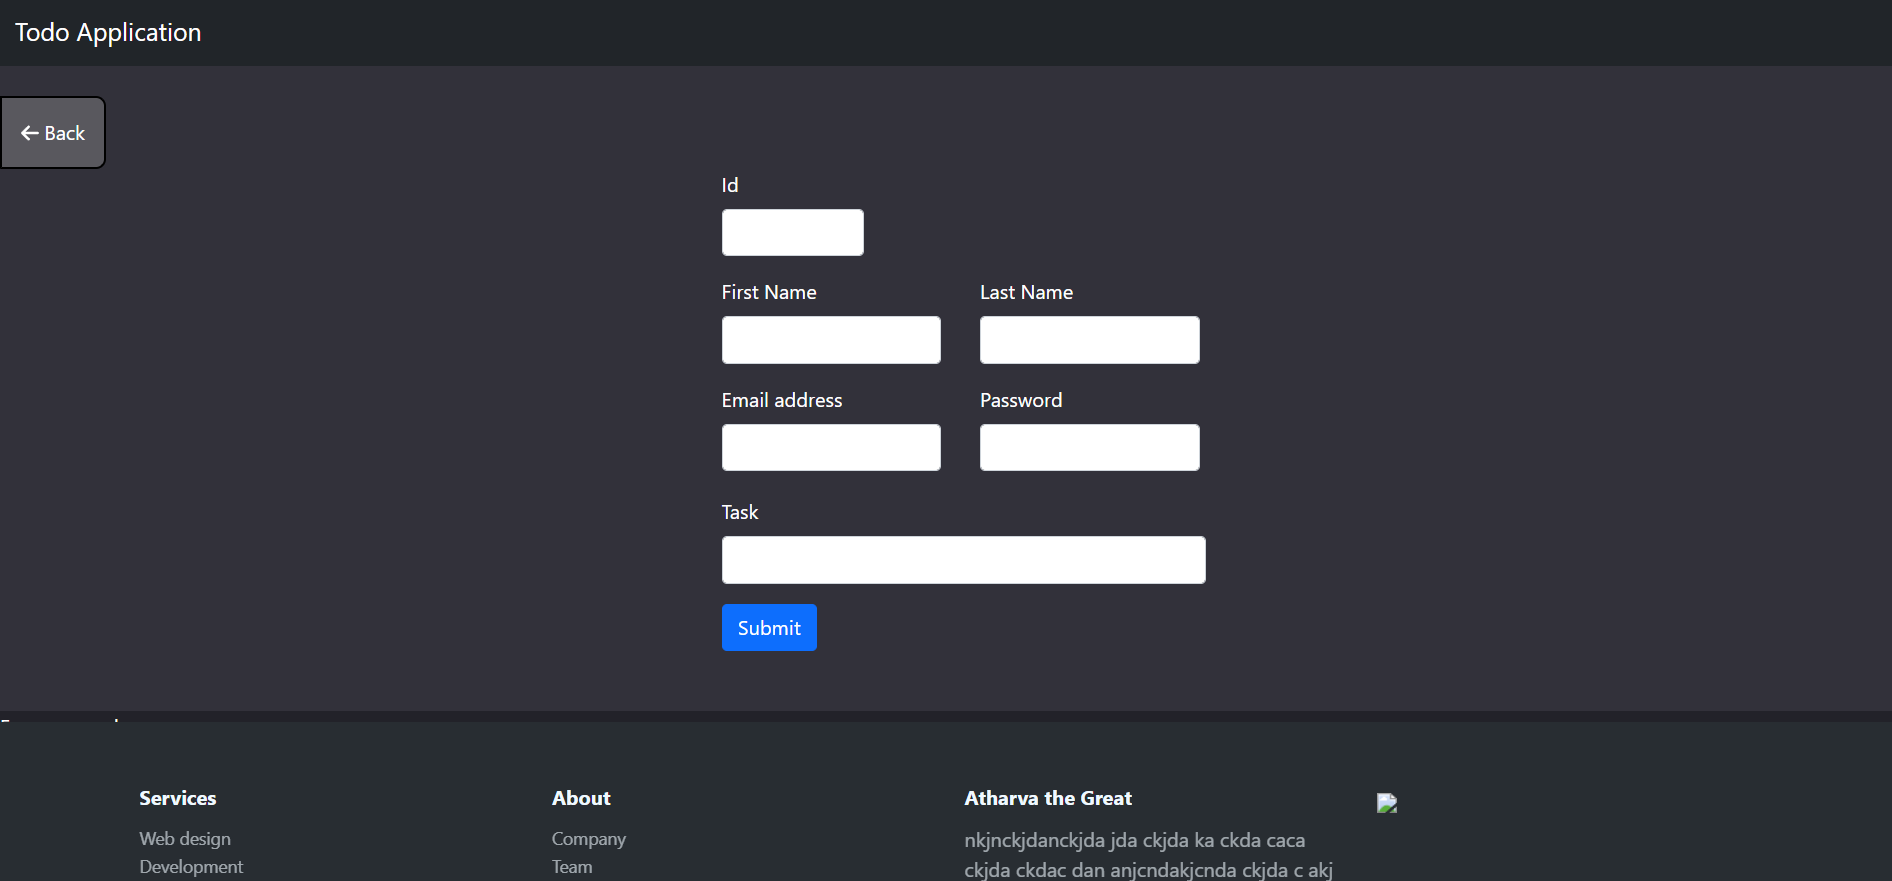 Todo Application
Back
Id
First Name Last Name
Email address Password
Task
Submit
Services About Atharva the Great
Web design Company nkjnckjdanckjda jda ckjda ka ckda caca
Development Team ckjda ckdac dan anjcndakjcnda ckjda c akj